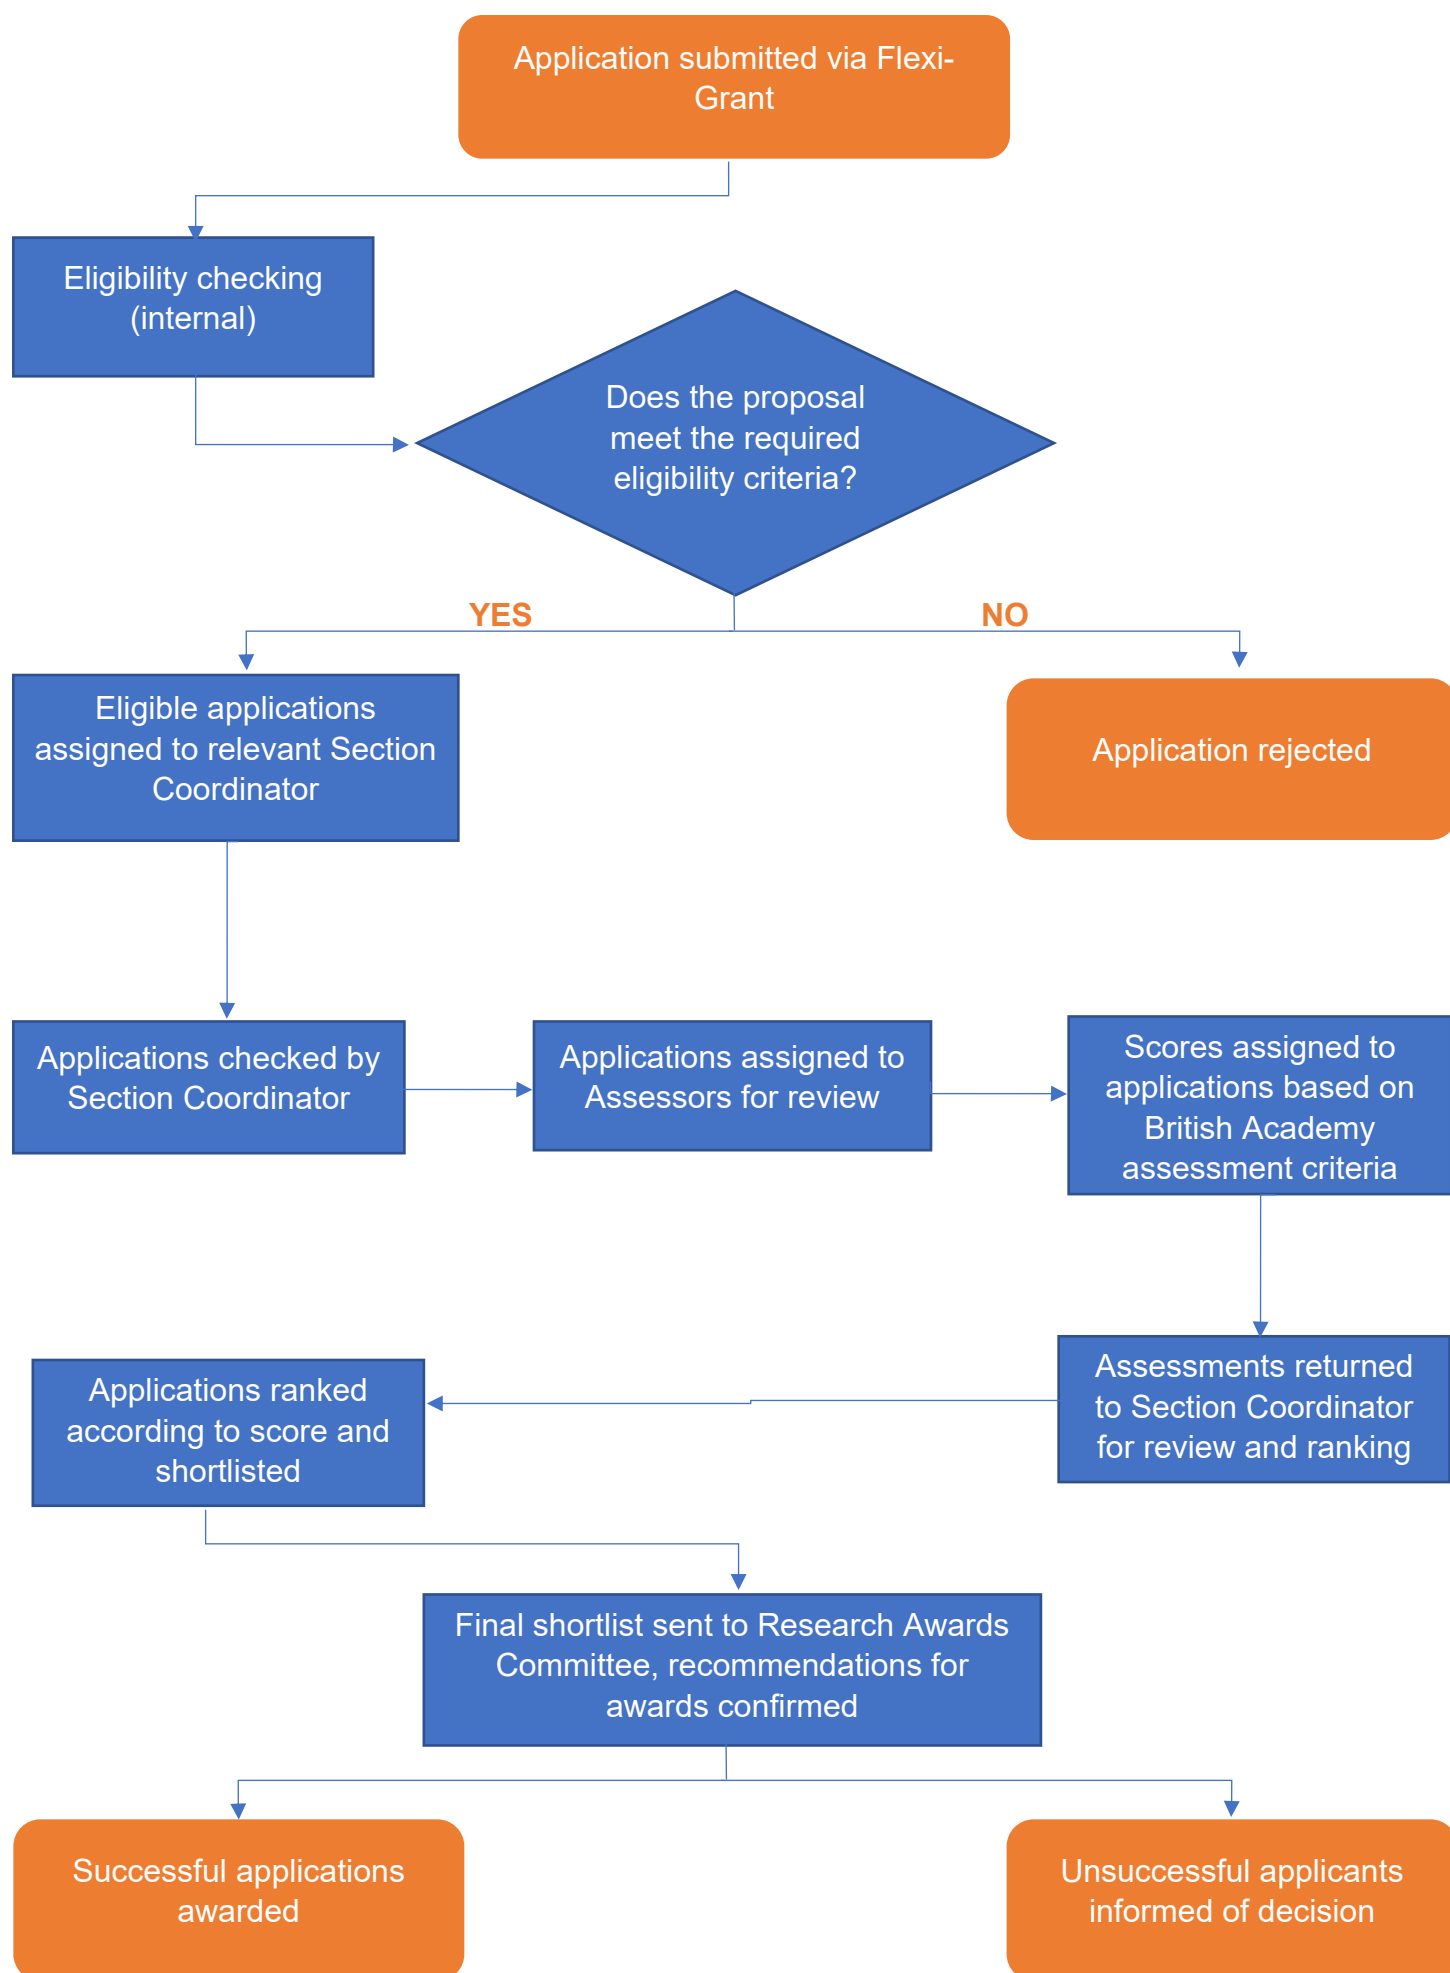 Application submitted via Flexi-
Grant
Eligibility checking
(internal)
Does the proposal
meet the required
eligibility criteria?
YES
NO
Eligible applications
assigned to relevant Section
Coordinator
Application rejected
Applications checked by
Section Coordinator
Applications assigned to
Assessors for review
Scores assigned to
applications based on
British Academy
assessment criteria
Assessments returned
to Section Coordinator
for review and ranking
Applications ranked
according to score and
shortlisted
Final shortlist sent to Research Awards
Committee, recommendations for
awards confirmed
Successful applications
awarded
Unsuccessful applicants
informed of decision